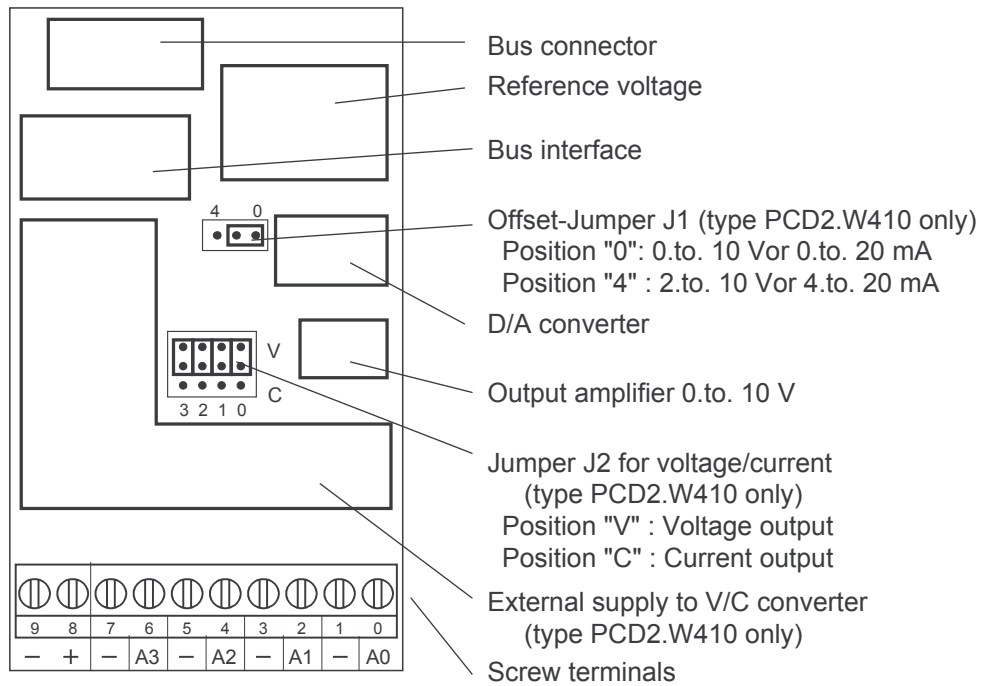 Bus connector
Reference voltage
Bus interface
4 0
Offset-Jumper J1 (type PCD2.W410 only)
Position "0": 0.to. 10 Vor 0.to. 20 mA
Position "4" : 2.to. 10 Vor 4.to. 20 mA
D/A converter
V
C
3 2 1 0
Output amplifier 0.to. 10 V
Jumper J2 for voltage/current
(type PCD2.W410 only)
Position "V" : Voltage output
Position "C" : Current output
External supply to V/C converter
(type PCD2.W410 only)
Screw terminals
9 8 7 6 5 4 3 2 1 0
− + − A3 − A2 − A1 − A0